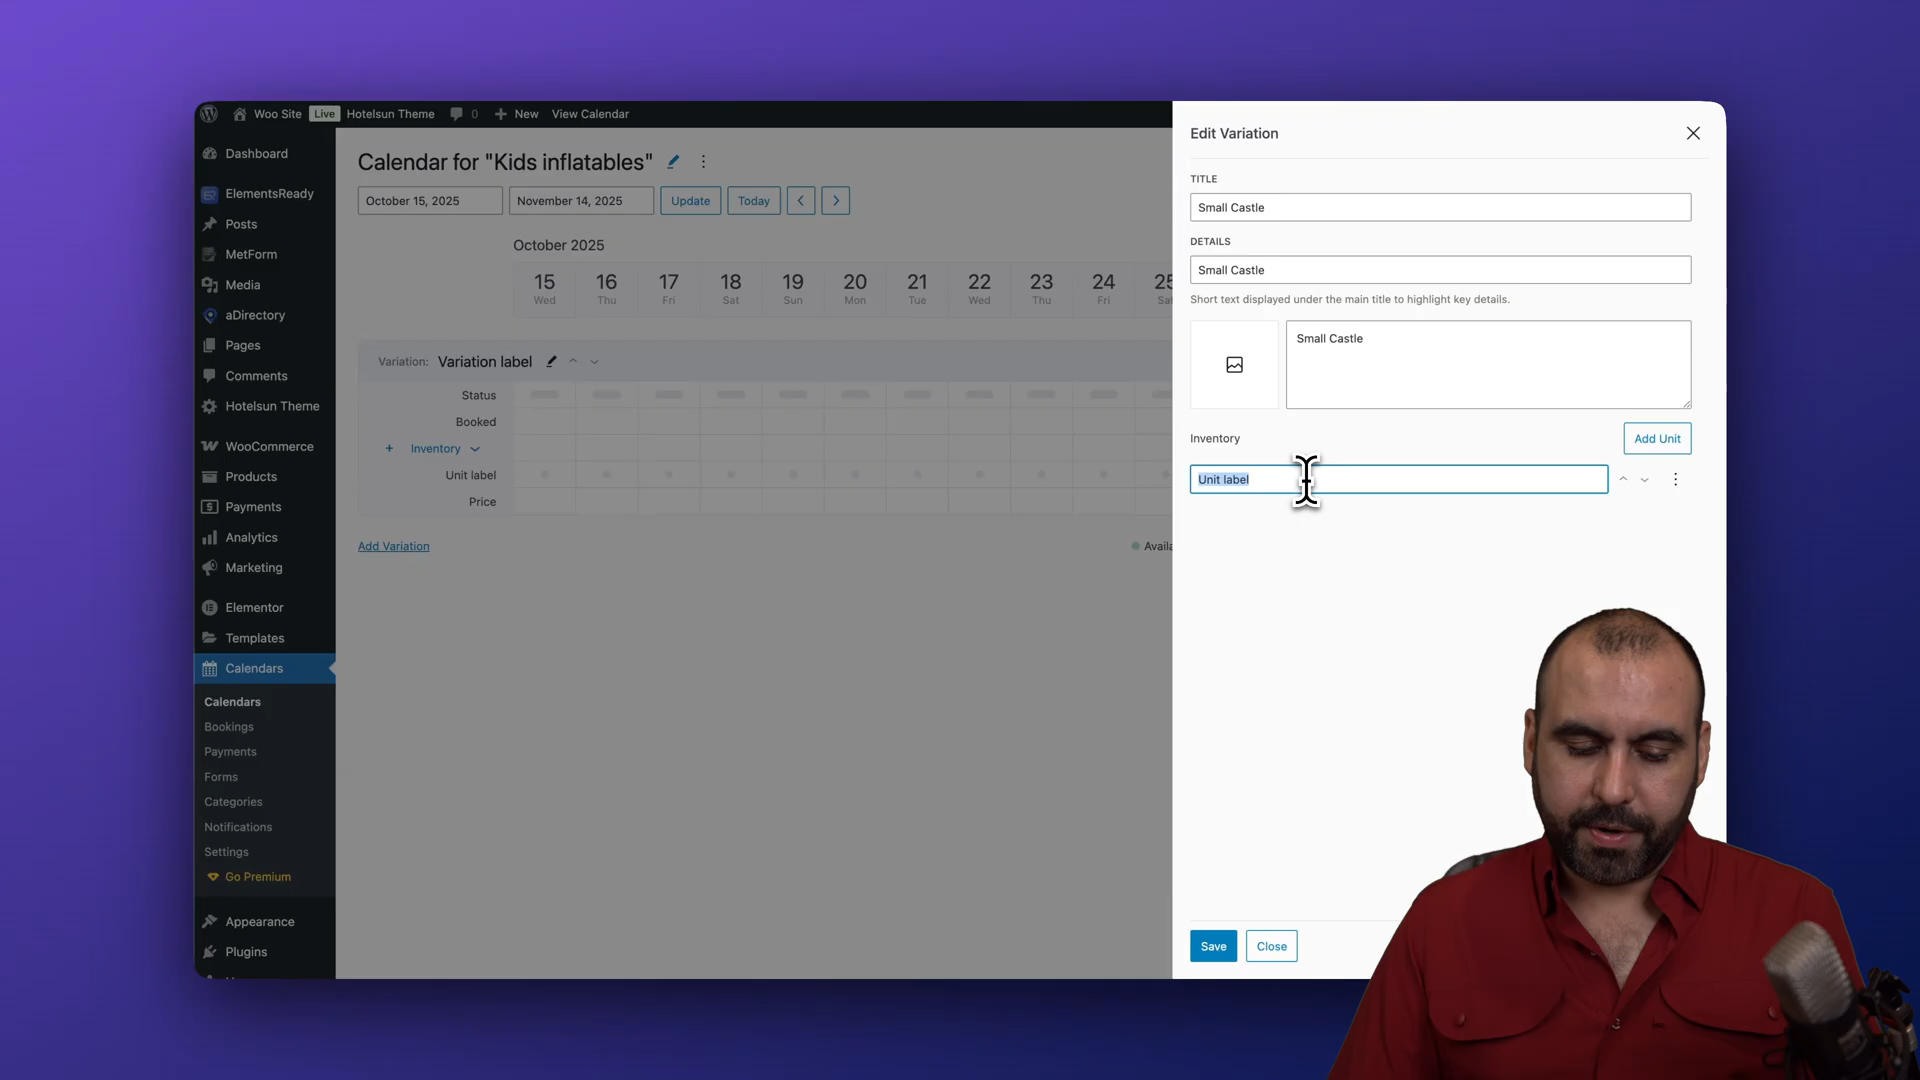 Woo Site Live Hotelsun Theme 0 New View Calendar
Dashboard
ElementsReady
Posts
MetForm
Media
aDirectory
Pages
Comments
Hotelsun Theme
WooCommerce
Products
Payments
Analytics
Marketing
Elementor
Templates
Calendars
Calendars
Bookings
Payments
Forms
Categories
Notifications
Settings
Go Premium
Appearance
Plugins
Calendar for "Kids inflatables"
October 15, 2025 November 14, 2025 Update Today
October 2025
15 16 17 18 19 20 21 22 23 24 25
Wed Thu Fri Sat Sun Mon Tue Wed Thu Fri Sa
Variation: Variation label
Status
Booked
+ Inventory
Unit label
Price
Add Variation
Availa
Edit Variation
TITLE
Small Castle
DETAILS
Small Castle
Short text displayed under the main title to highlight key details.
Small Castle
Inventory Add Unit
Unit label
Save Close